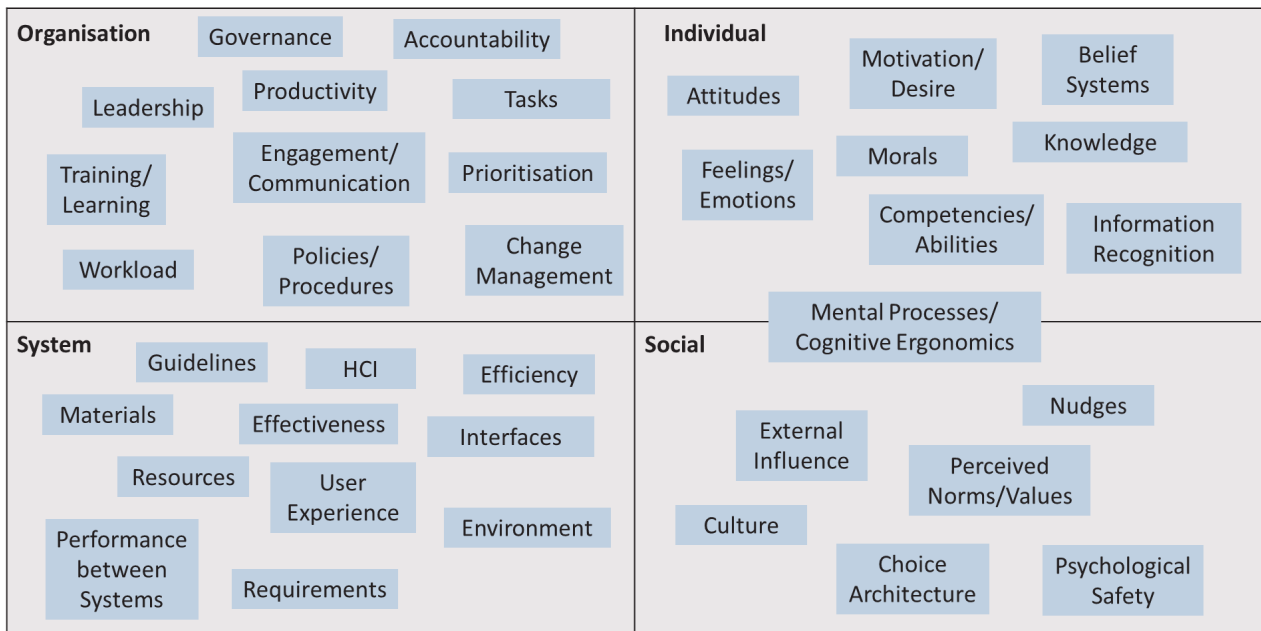 Organisation
Governance
Accountability
Productivity
Leadership
Tasks
Engagement/
Communication
Training/
Learning
Prioritisation
Workload
Policies/
Procedures
Change
Management
Individual
Motivation/
Desire
Belief
Systems
Attitudes
Morals
Knowledge
Feelings/
Emotions
Competencies/
Abilities
Information
Recognition
Mental Processes/
Cognitive Ergonomics
System
Guidelines
HCI
Efficiency
Materials
Effectiveness
Interfaces
Resources
User
Experience
Environment
Performance
between
Systems
Requirements
Social
Nudges
External
Influence
Perceived
Norms/Values
Culture
Choice
Architecture
Psychological
Safety